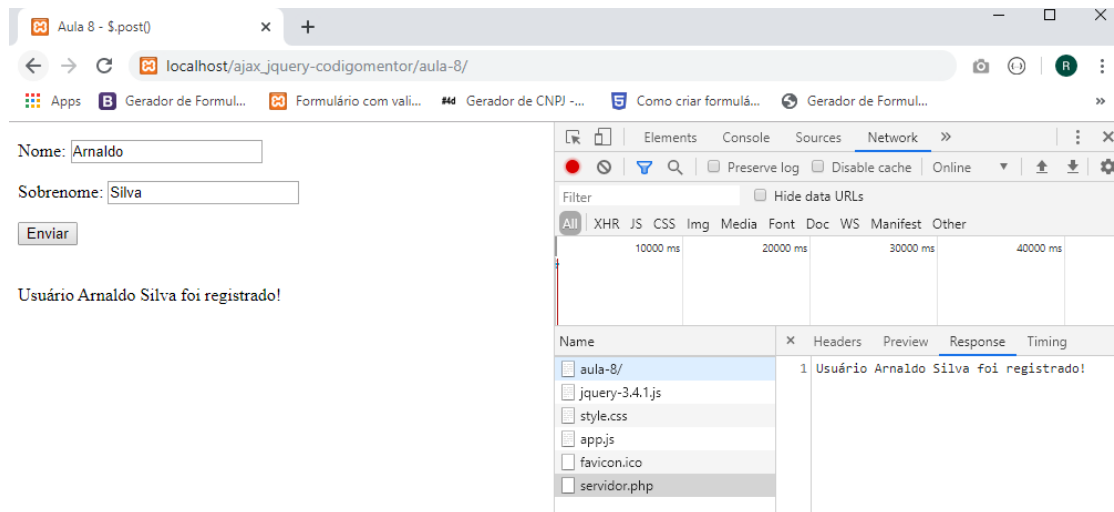 Aula 8 - $.post()
localhost/ajax_jquery-codigomentor/aula-8/
R
Apps
B Gerador de Formul...
Formulário com vali...
#4d Gerador de CNPJ -...
5 Como criar formulá...
Gerador de Formul...
»
Nome: Arnaldo
Sobrenome: Silva
Enviar
Usuário Arnaldo Silva foi registrado!
Elements Console Sources Network »
Preserve log Disable cache Online
Filter Hide data URLs
All XHR JS CSS Img Media Font Doc WS Manifest Other
10000 ms 20000 ms 30000 ms 40000 ms
Name
aula-8/
jquery-3.4.1.js
style.css
app.js
favicon.ico
servidor.php
× Headers Preview Response Timing
1 Usuário Arnaldo Silva foi registrado!